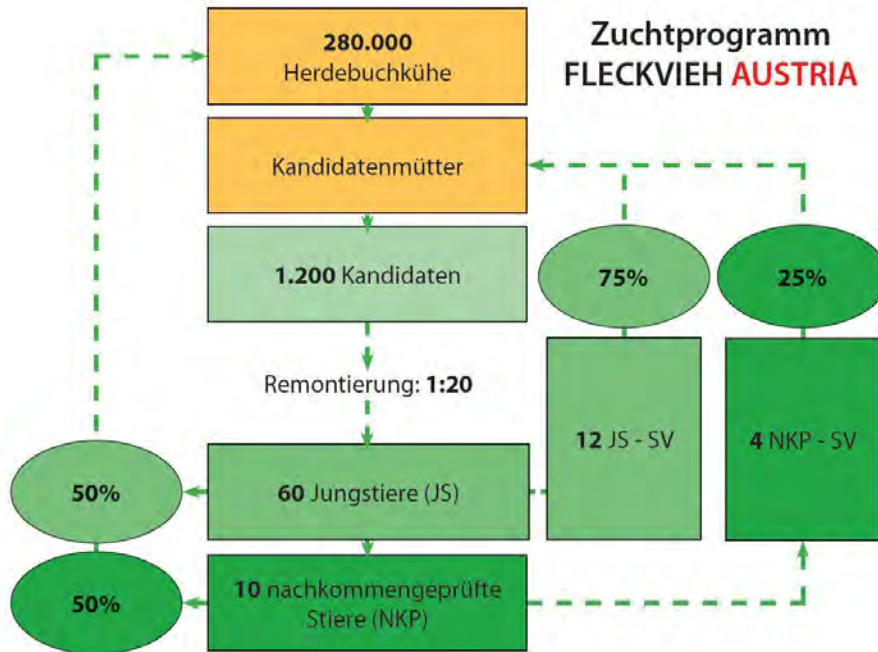 Zuchtprogramm
FLECKVIEH AUSTRIA
280.000
Herdebuchkühe
Kandidatenmütter
1.200 Kandidaten
75%
25%
Remontierung: 1:20
12 JS - SV
4 NKP - SV
50%
60 Jungstiere (JS)
50%
10 nachkommengeprüfte
Stiere (NKP)